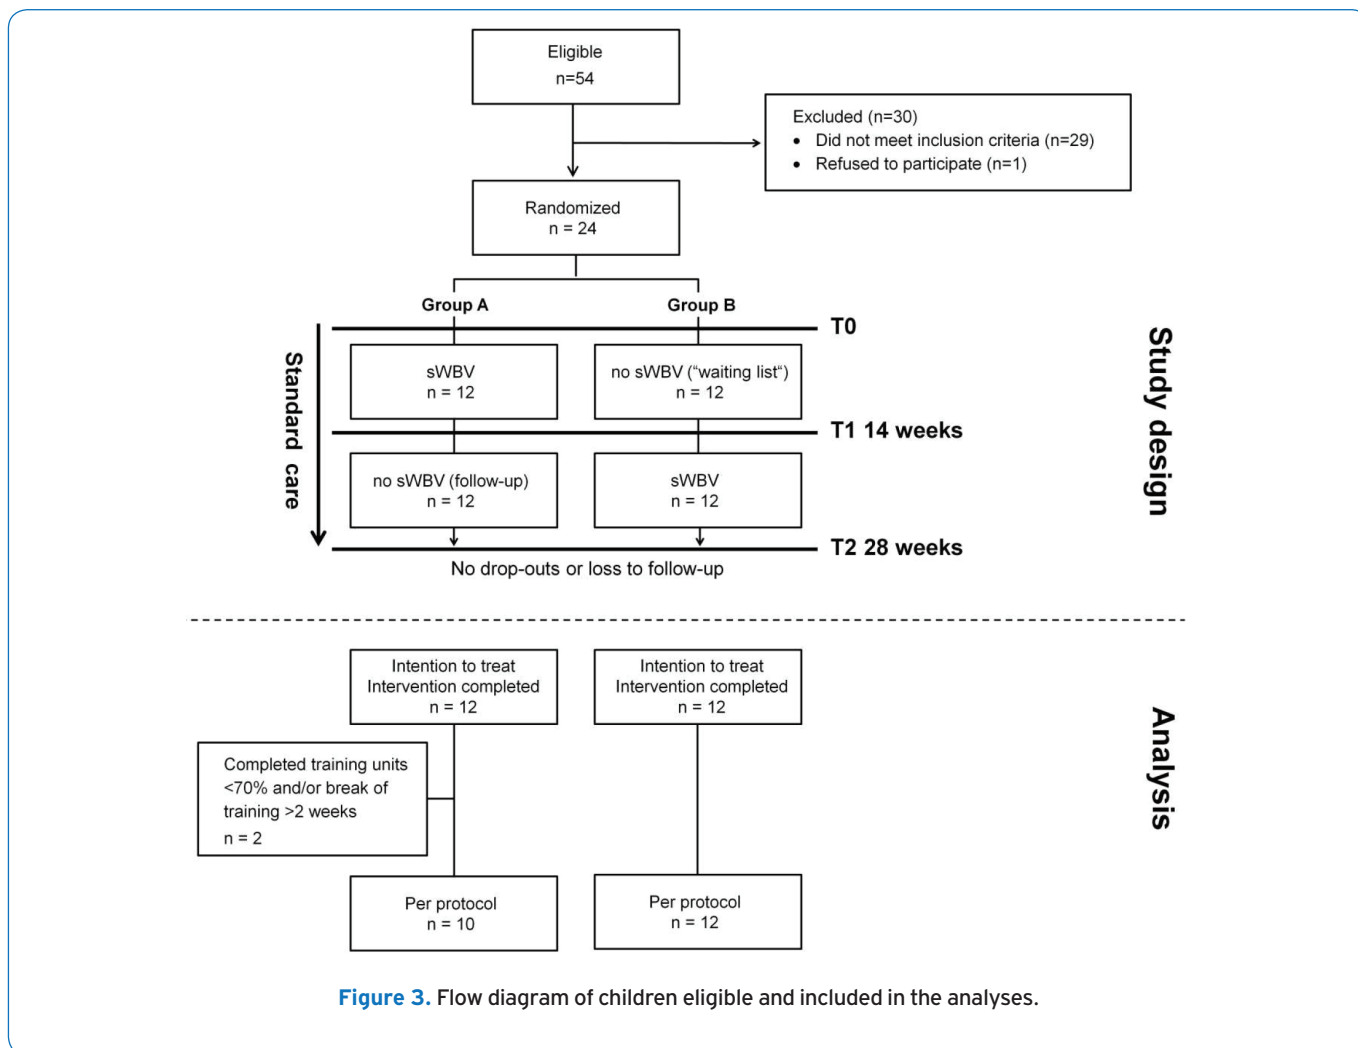 Eligible
n=54
Excluded (n=30)
• Did not meet inclusion criteria (n=29)
• Refused to participate (n=1)
Randomized
n = 24
Group A
Group B
T0
Standard care
sWBV
n = 12
no sWBV (“waiting list“)
n = 12
T1 14 weeks
Study design
no sWBV (follow-up)
n = 12
sWBV
n = 12
T2 28 weeks
No drop-outs or loss to follow-up
Intention to treat
Intervention completed
n = 12
Intention to treat
Intervention completed
n = 12
Analysis
Completed training units
<70% and/or break of
training >2 weeks
n = 2
Per protocol
n = 10
Per protocol
n = 12
Figure 3. Flow diagram of children eligible and included in the analyses.